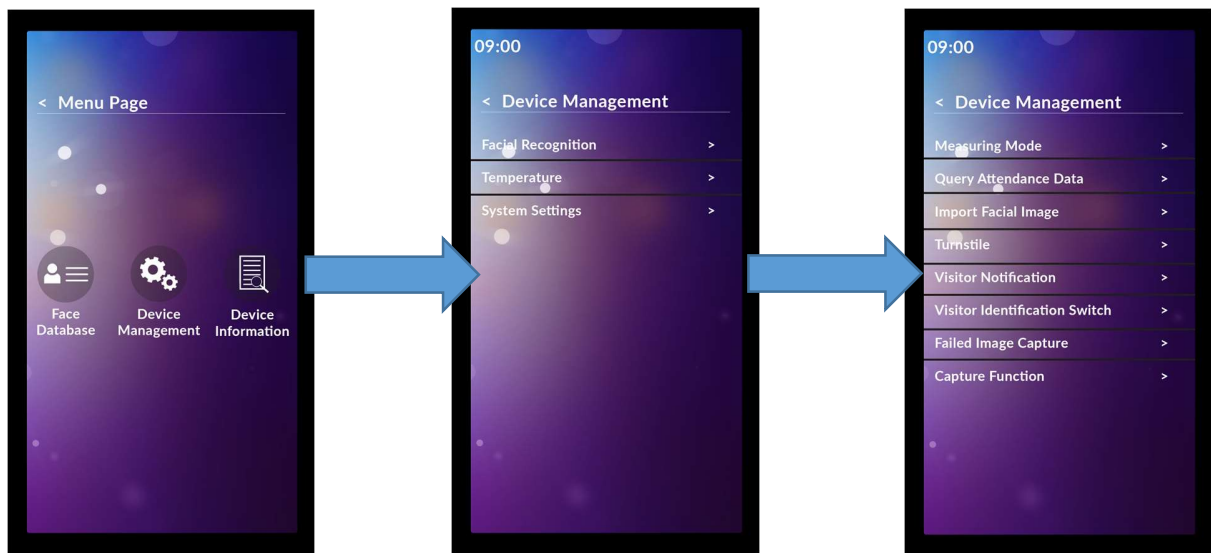 < Menu Page
Face
Database
Device
Management
Device
Information
09:00
< Device Management
Facial Recognition >
Temperature >
System Settings >
09:00
< Device Management
Measuring Mode >
Query Attendance Data >
Import Facial Image >
Turnstile >
Visitor Notification >
Visitor Identification Switch >
Failed Image Capture >
Capture Function >